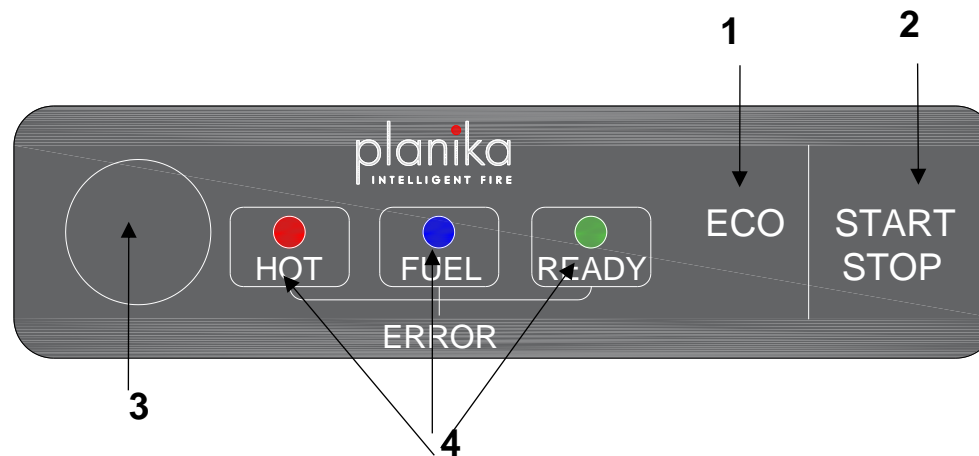 1
2
planika
INTELLIGENT FIRE
ECO
START
STOP
HOT
FUEL
READY
ERROR
3
4